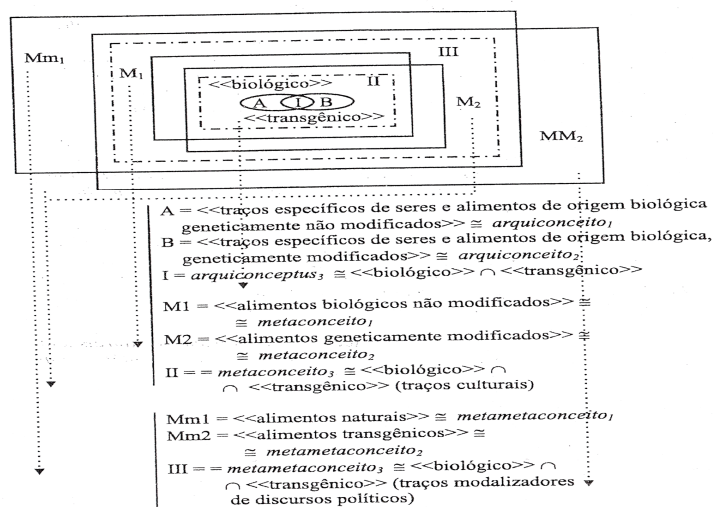 Mm₁
M₁
III
<<biológico>>
II
A I B
M₂
<<transgênico>>
MM₂
A = <<traços específicos de seres e alimentos de origem biológica
geneticamente não modificados>> ≅ arquiconceito₁
B = <<traços específicos de seres e alimentos de origem biológica,
geneticamente modificados>> ≅ arquiconceito₂
I = arquiconceptus₃ ≅ <<biológico>> ∩ <<transgênico>>
M1 = <<alimentos biológicos não modificados>> ≅
≅ metaconceito₁
M2 = <<alimentos geneticamente modificados>> ≅
≅ metaconceito₂
II = = metaconceito₃ ≅ <<biológico>> ∩
∩ <<transgênico>> (traços culturais)
Mm1 = <<alimentos naturais>> ≅ metametaconceito₁
Mm2 = <<alimentos transgênicos>> ≅
≅ metametaconceito₂
III = = metametaconceito₃ ≅ <<biológico>> ∩
∩ <<transgênico>> (traços modalizadores
de discursos políticos)